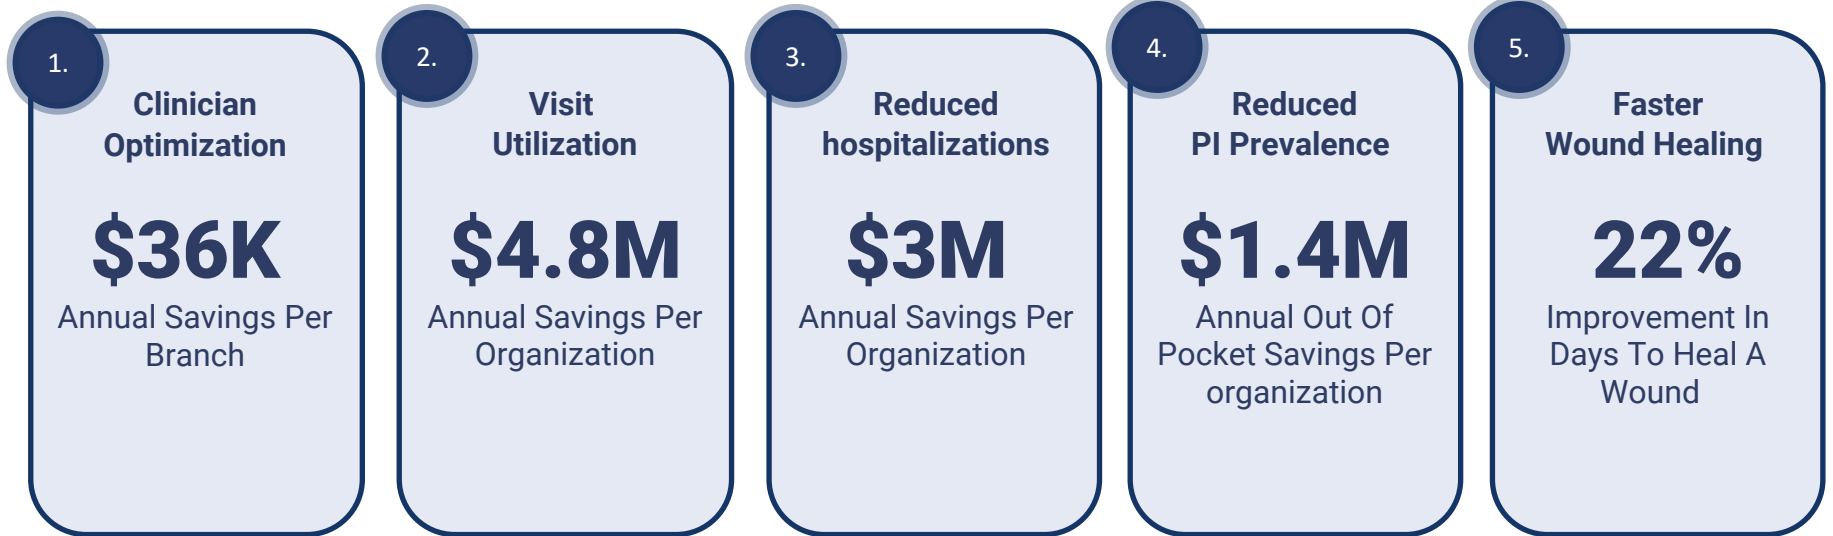 1.
Clinician
Optimization
$36K
Annual Savings Per
Branch
2.
Visit
Utilization
$4.8M
Annual Savings Per
Organization
3.
Reduced
hospitalizations
$3M
Annual Savings Per
Organization
4.
Reduced
PI Prevalence
$1.4M
Annual Out Of
Pocket Savings Per
organization
5.
Faster
Wound Healing
22%
Improvement In
Days To Heal A
Wound